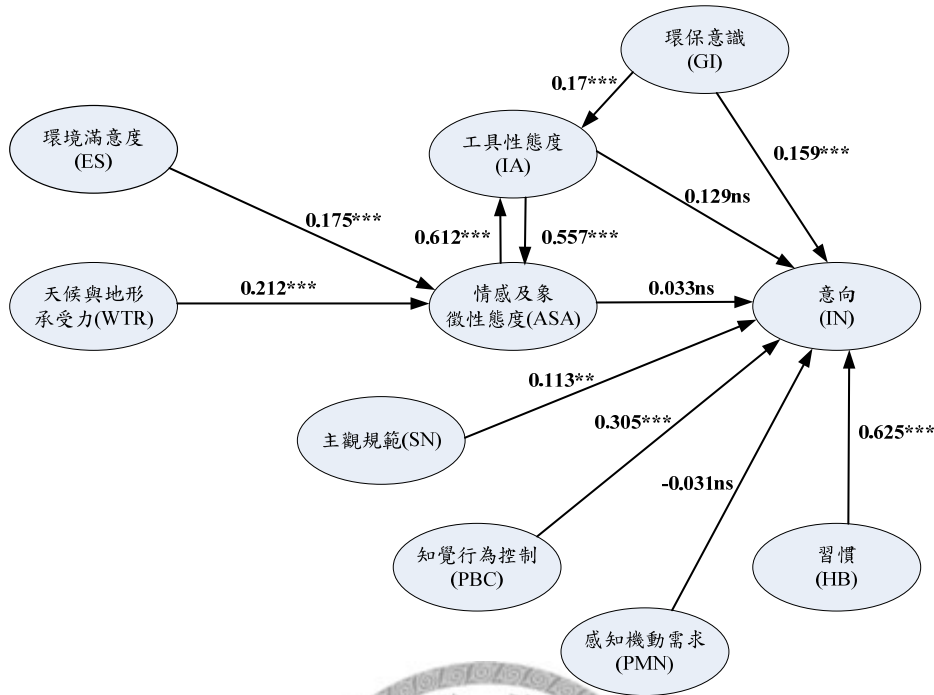 環保意識
(GI)
0.17***
環境滿意度
(ES)
工具性態度
(IA)
0.159***
0.129ns
0.175***
0.612***
0.557***
天候與地形
承受力(WTR)
0.212***
情感及象
徵性態度(ASA)
0.033ns
意向
(IN)
0.113**
主觀規範(SN)
0.305***
0.625***
-0.031ns
知覺行為控制
(PBC)
習慣
(HB)
感知機動需求
(PMN)